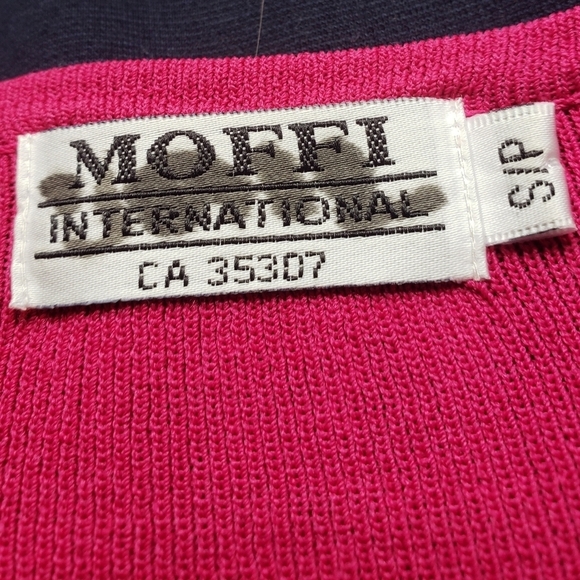 MOFFI
INTERNATIONAL
CA 35307
S/P